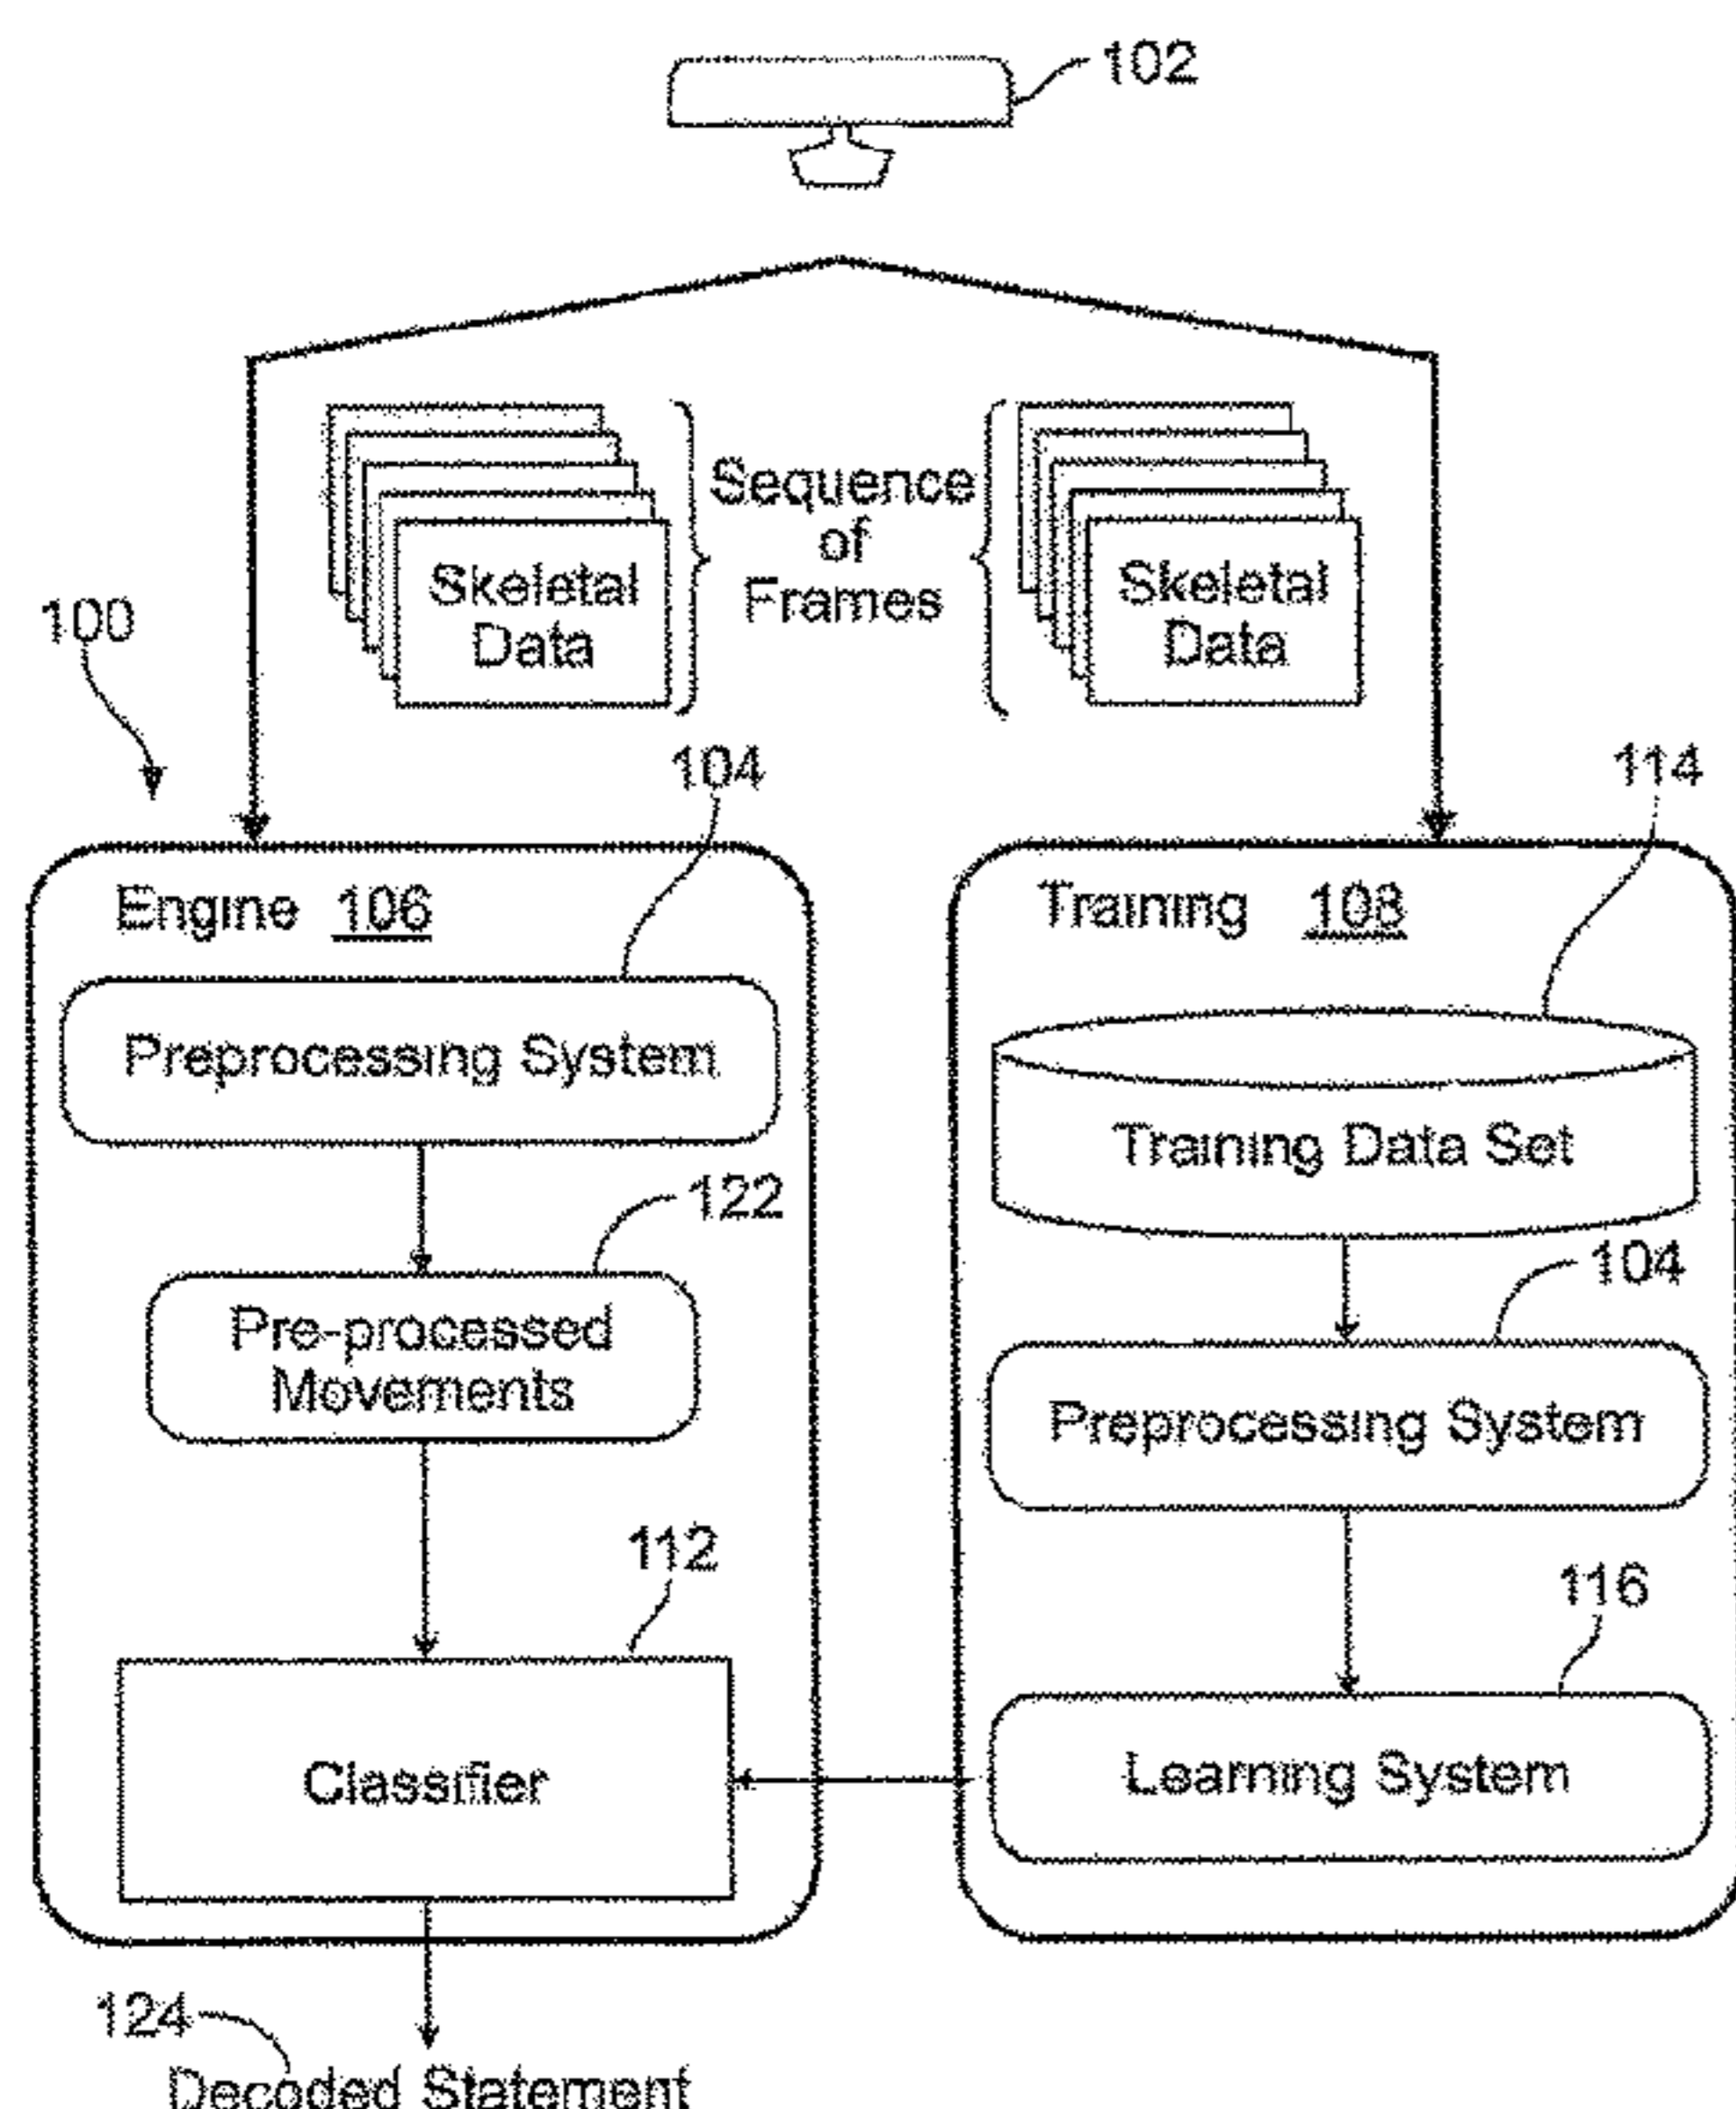 102
Sequence
of
Frames
Skeletal
Data
Skeletal
Data
100
104
114
Engine 106
Training 108
Preprocessing System
Training Data Set
122
104
Pre-processed
Movements
Preprocessing System
112
116
Classifier
Learning System
124
Decoded Statement